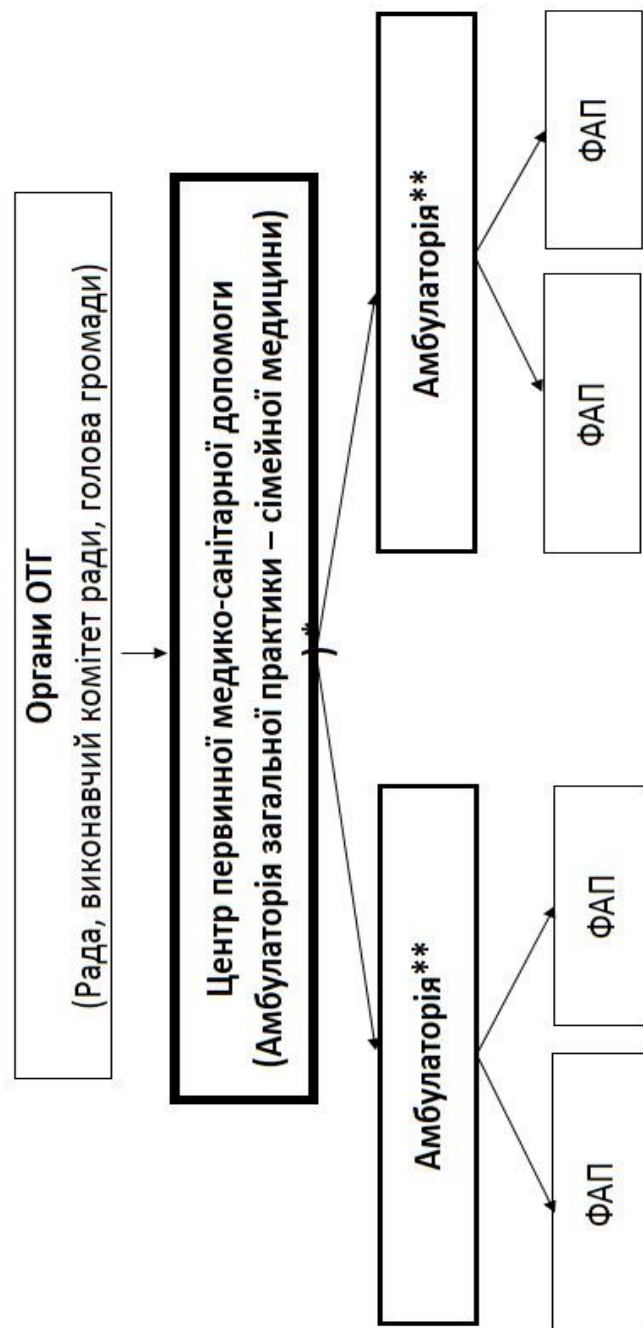 Органи ОТГ
(Рада, виконавчий комітет ради, голова громади)
Центр первинної медико-санітарної допомоги
(Амбулаторія загальної практики – сімейної медицини)
)*
Амбулаторія**
Амбулаторія**
ФАП
ФАП
ФАП
ФАП